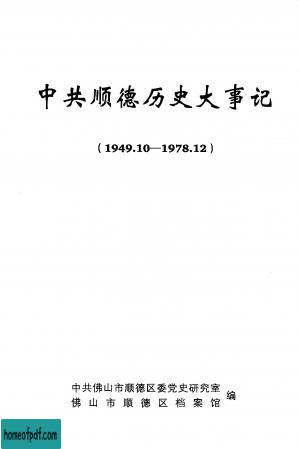 中共顺德历史大事记
（1949.10—1978.12）
中共佛山市顺德区委党史研究室
佛山市顺德区档案馆
编
homeofpdf.com